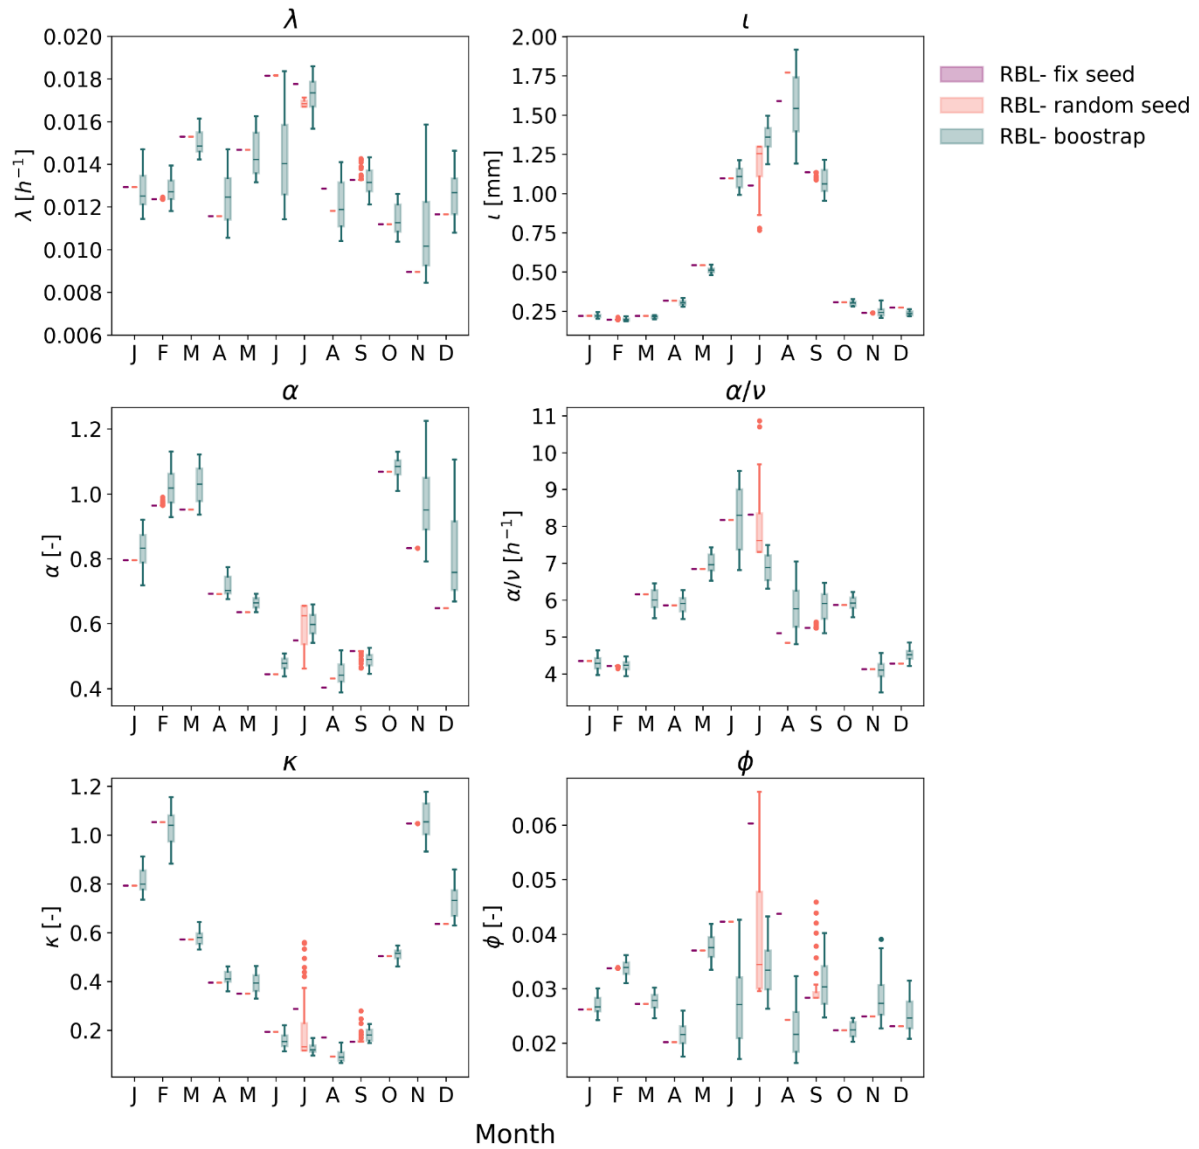 λ
ι
0.020
0.018
0.016
0.014
0.012
0.010
0.008
0.006
λ [h⁻¹]
J F M A M J J A S O N D
2.00
1.75
1.50
1.25
1.00
0.75
0.50
0.25
ι [mm]
J F M A M J J A S O N D
RBL- fix seed
RBL- random seed
RBL- boostrap
α
α/ν
1.2
1.0
0.8
0.6
0.4
α [-]
J F M A M J J A S O N D
11
10
9
8
7
6
5
4
α/ν [h⁻¹]
J F M A M J J A S O N D
κ
ϕ
1.2
1.0
0.8
0.6
0.4
0.2
κ [-]
J F M A M J J A S O N D
0.06
0.05
0.04
0.03
0.02
ϕ [-]
J F M A M J J A S O N D
Month